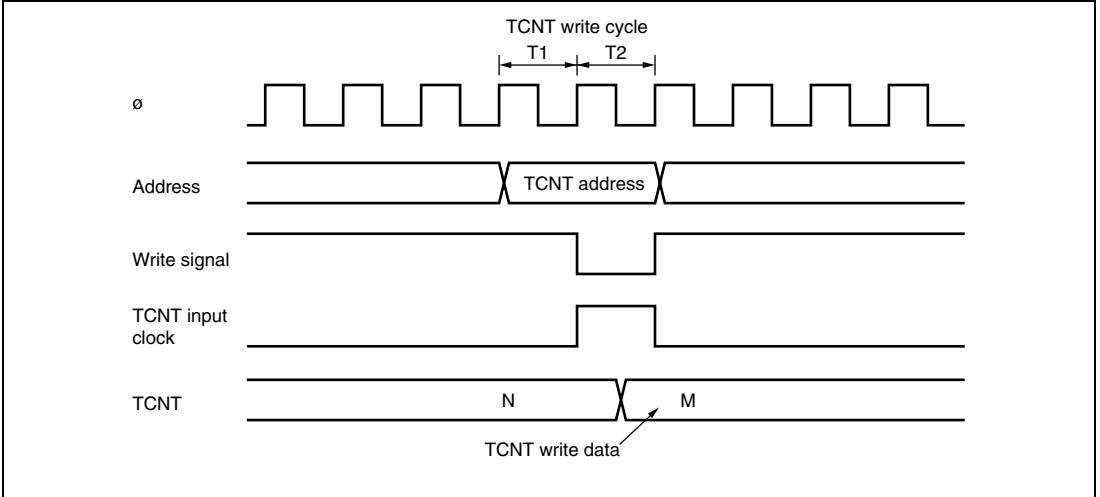 TCNT write cycle
T1 T2
ø
Address
TCNT address
Write signal
TCNT input
clock
TCNT
N
M
TCNT write data